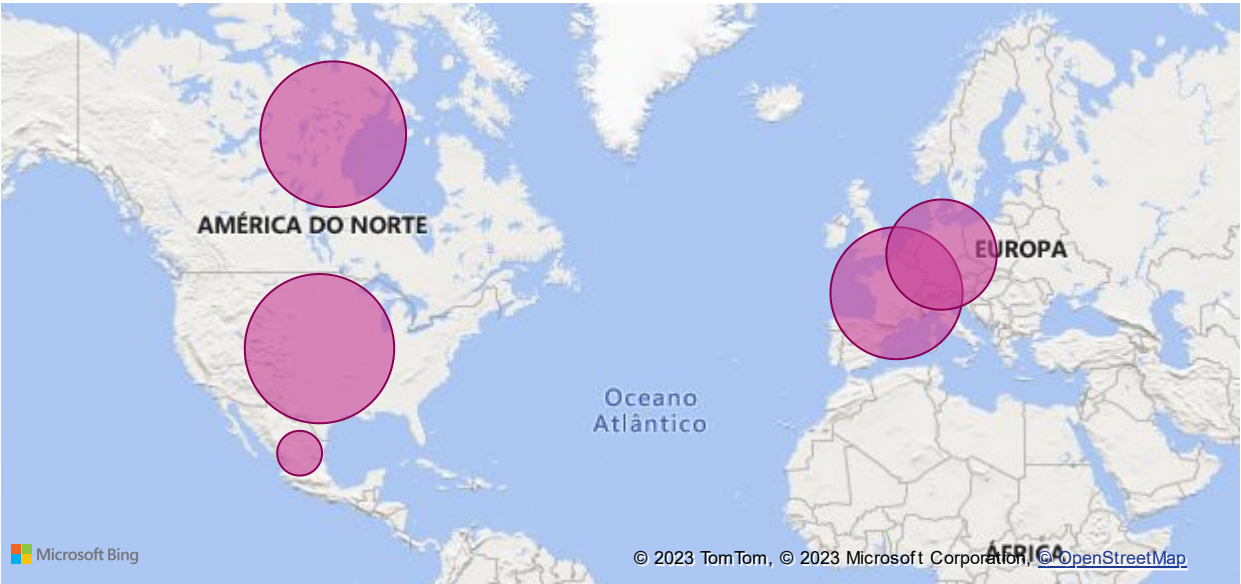 AMÉRICA DO NORTE
EUROPA
Oceano
Atlântico
ÁFRICA
Microsoft Bing
© 2023 TomTom, © 2023 Microsoft Corporation, © OpenStreetMap